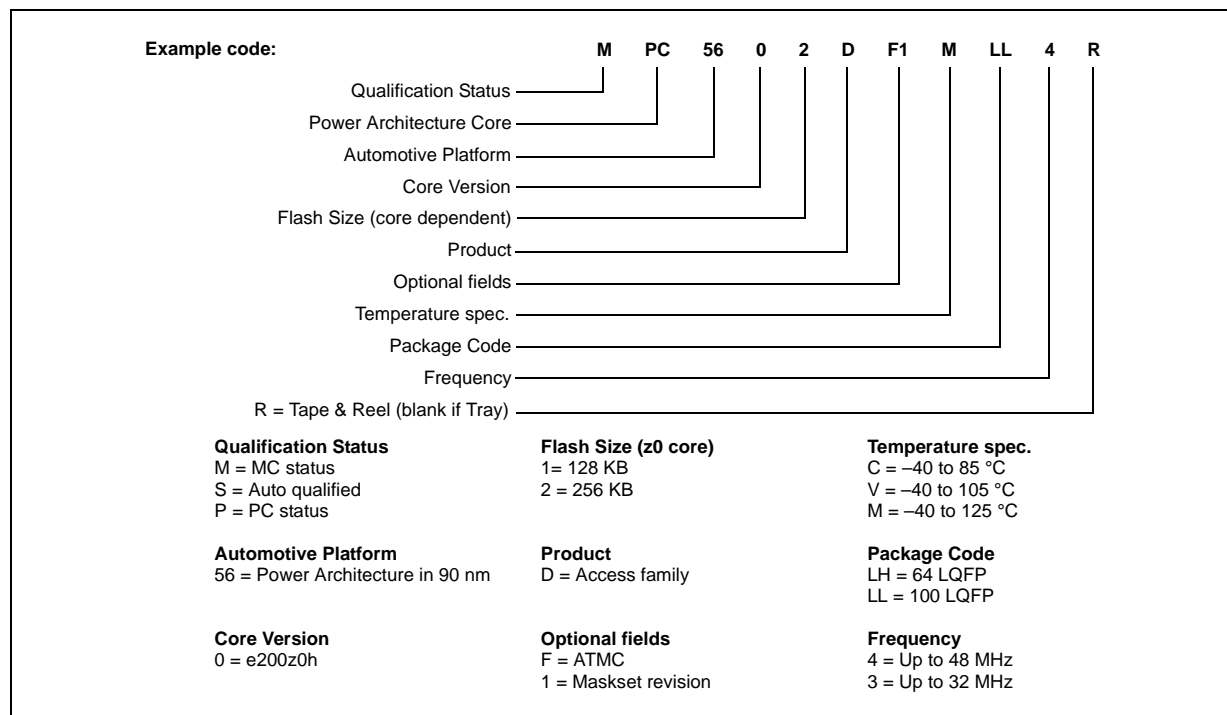 Example code: M PC 56 0 2 D F1 M LL 4 R
Qualification Status
Power Architecture Core
Automotive Platform
Core Version
Flash Size (core dependent)
Product
Optional fields
Temperature spec.
Package Code
Frequency
R = Tape & Reel (blank if Tray)
Qualification Status
M = MC status
S = Auto qualified
P = PC status
Flash Size (z0 core)
1= 128 KB
2 = 256 KB
Temperature spec.
C = –40 to 85 °C
V = –40 to 105 °C
M = –40 to 125 °C
Automotive Platform
56 = Power Architecture in 90 nm
Product
D = Access family
Package Code
LH = 64 LQFP
LL = 100 LQFP
Core Version
0 = e200z0h
Optional fields
F = ATMC
1 = Maskset revision
Frequency
4 = Up to 48 MHz
3 = Up to 32 MHz